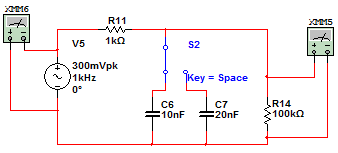 XMM6
R11
1kΩ
V5
S2
XMM5
300mVpk
1kHz
0°
Key = Space
C6
10nF
C7
20nF
R14
100kΩ